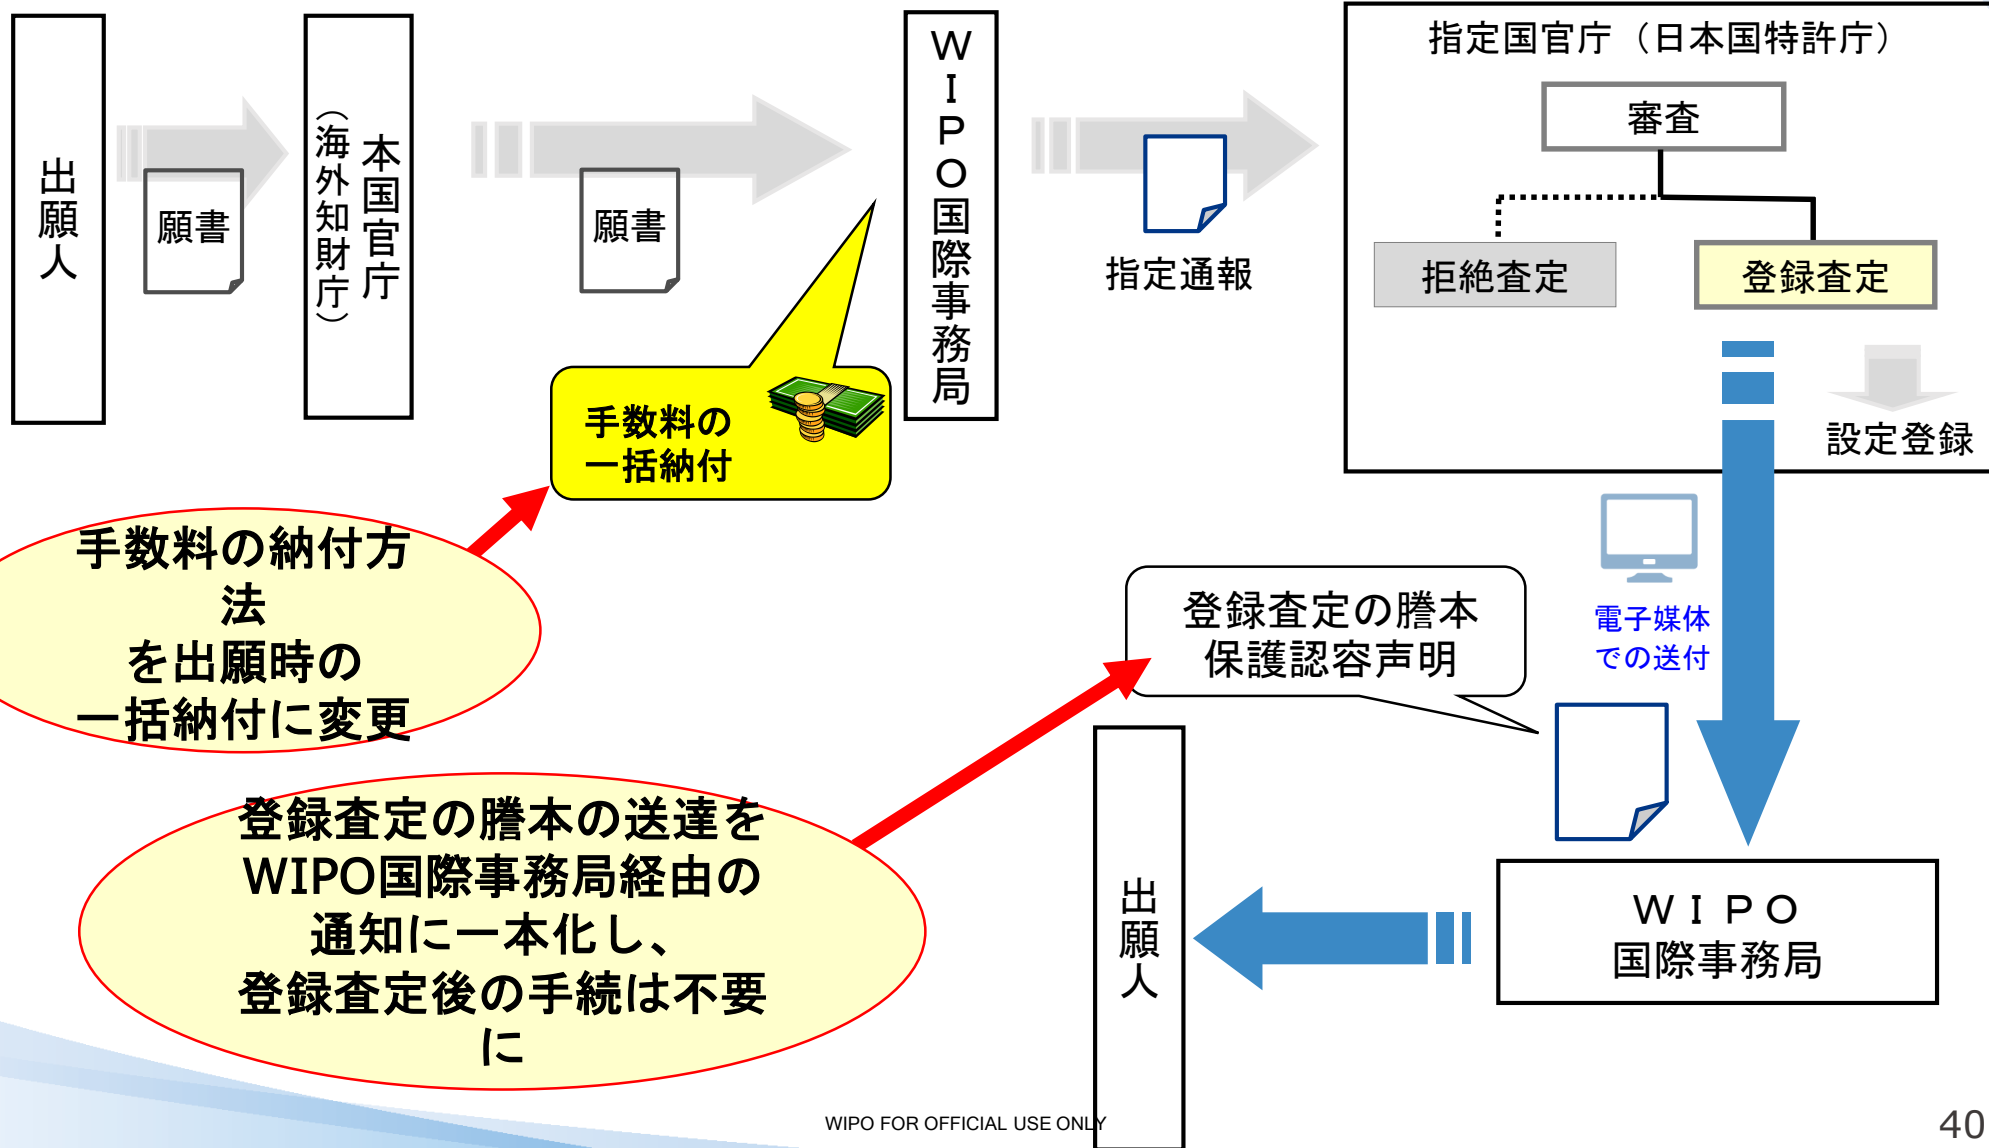 出願人
願書
本国官庁
（海外知財庁）
願書
ＷＩＰＯ国際事務局
指定通報
指定国官庁（日本国特許庁）
審査
拒絶査定
登録査定
設定登録
手数料の
一括納付
手数料の納付方
法
を出願時の
一括納付に変更
電子媒体
での送付
登録査定の謄本
保護認容声明
登録査定の謄本の送達を
WIPO国際事務局経由の
通知に一本化し、
登録査定後の手続は不要
に
出願人
ＷＩＰＯ
国際事務局
WIPO FOR OFFICIAL USE ONLY
40